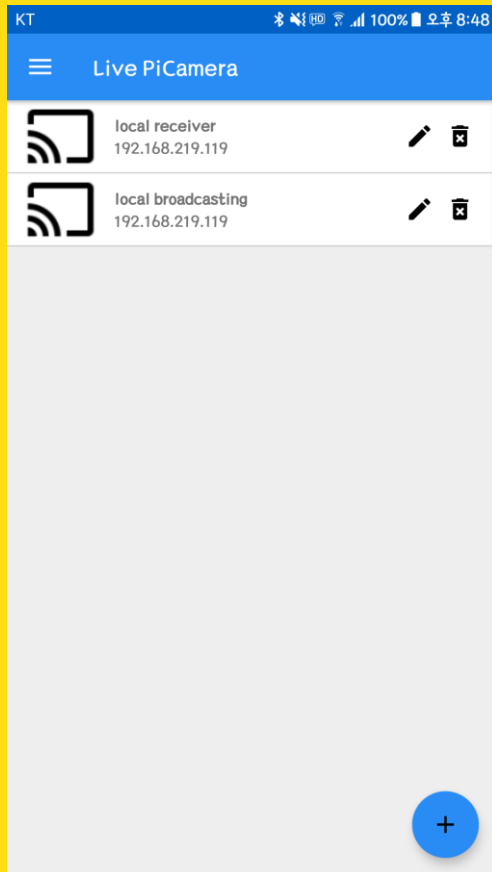 KT HD 100% 오후 8:48
Live PiCamera
local receiver
192.168.219.119
local broadcasting
192.168.219.119